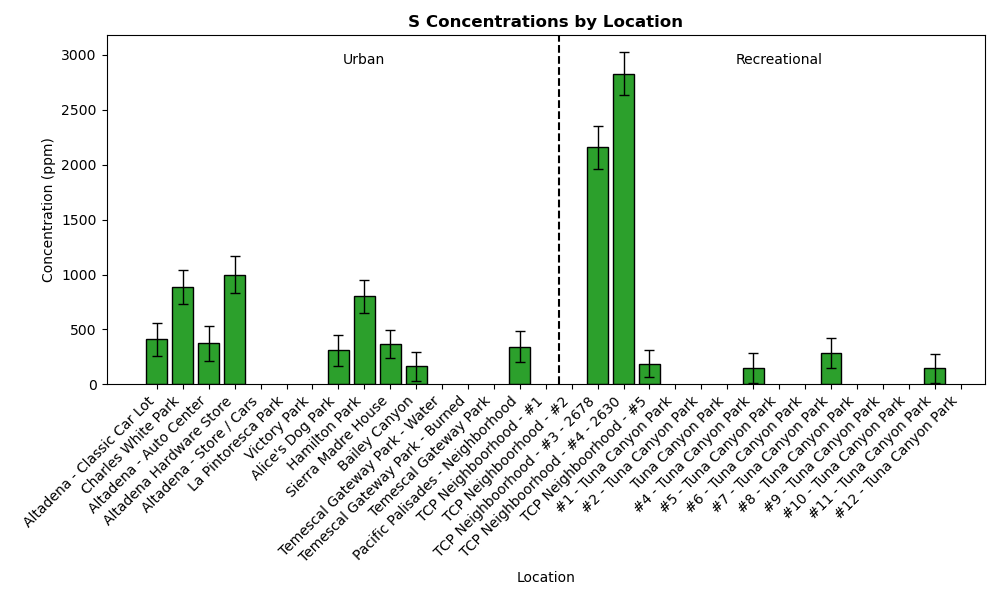 S Concentrations by Location
Urban
Recreational
Concentration (ppm)
3000
2500
2000
1500
1000
500
0
Altadena - Classic Car Lot
Charles White Park
Altadena - Auto Center
Altadena Hardware Store
Altadena - Store / Cars
La Pintoresca Park
Victory Park
Alice's Dog Park
Hamilton Park
Sierra Madre House
Bailey Canyon
Temescal Gateway Park - Water
Temescal Gateway Park - Burned
Temescal Gateway Park
Pacific Palisades - Neighborhood
TCP Neighboorhood - #1
TCP Neighboorhood - #2
TCP Neighboorhood - #3 - 2678
TCP Neighboorhood - #4 - 2630
TCP Neighboorhood - #5
#1 - Tuna Canyon Park
#2 - Tuna Canyon Park
Tuna Canyon Park
#4 - Tuna Canyon Park
#5 - Tuna Canyon Park
#6 - Tuna Canyon Park
#7 - Tuna Canyon Park
#8 - Tuna Canyon Park
#9 - Tuna Canyon Park
#10 - Tuna Canyon Park
#11 - Tuna Canyon Park
#12 - Tuna Canyon Park
Location